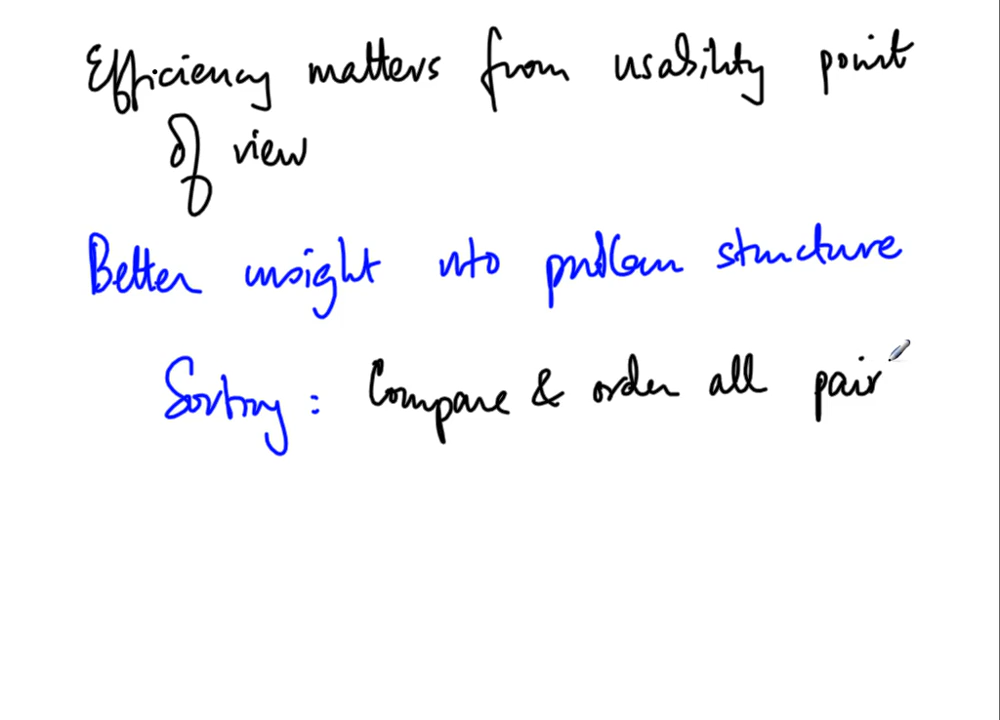 Efficiency matters from usability point
of view
Better insight into problem structure
Sorting : Compare & order all pair